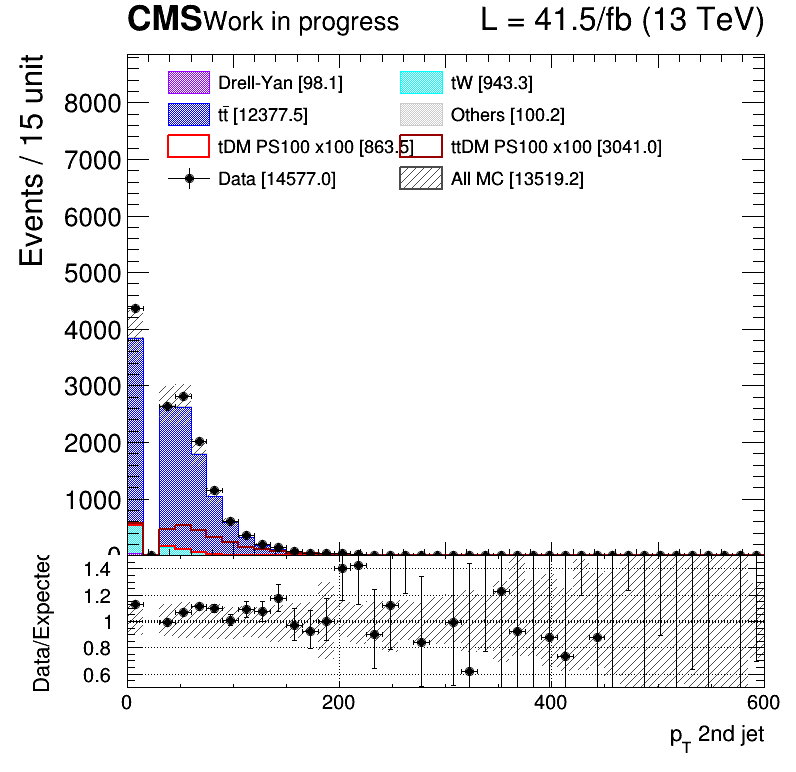 CMS Work in progress L = 41.5/fb (13 TeV)
Events / 15 unit
8000
7000
6000
5000
4000
3000
2000
1000
0
Drell-Yan [98.1] tW [943.3]
tt̄ [12377.5] Others [100.2]
tDM PS100 x100 [863.5] ttDM PS100 x100 [3041.0]
Data [14577.0] All MC [13519.2]
Data/Expected
1.4
1.2
1
0.8
0.6
0 200 400 600
p_T 2nd jet